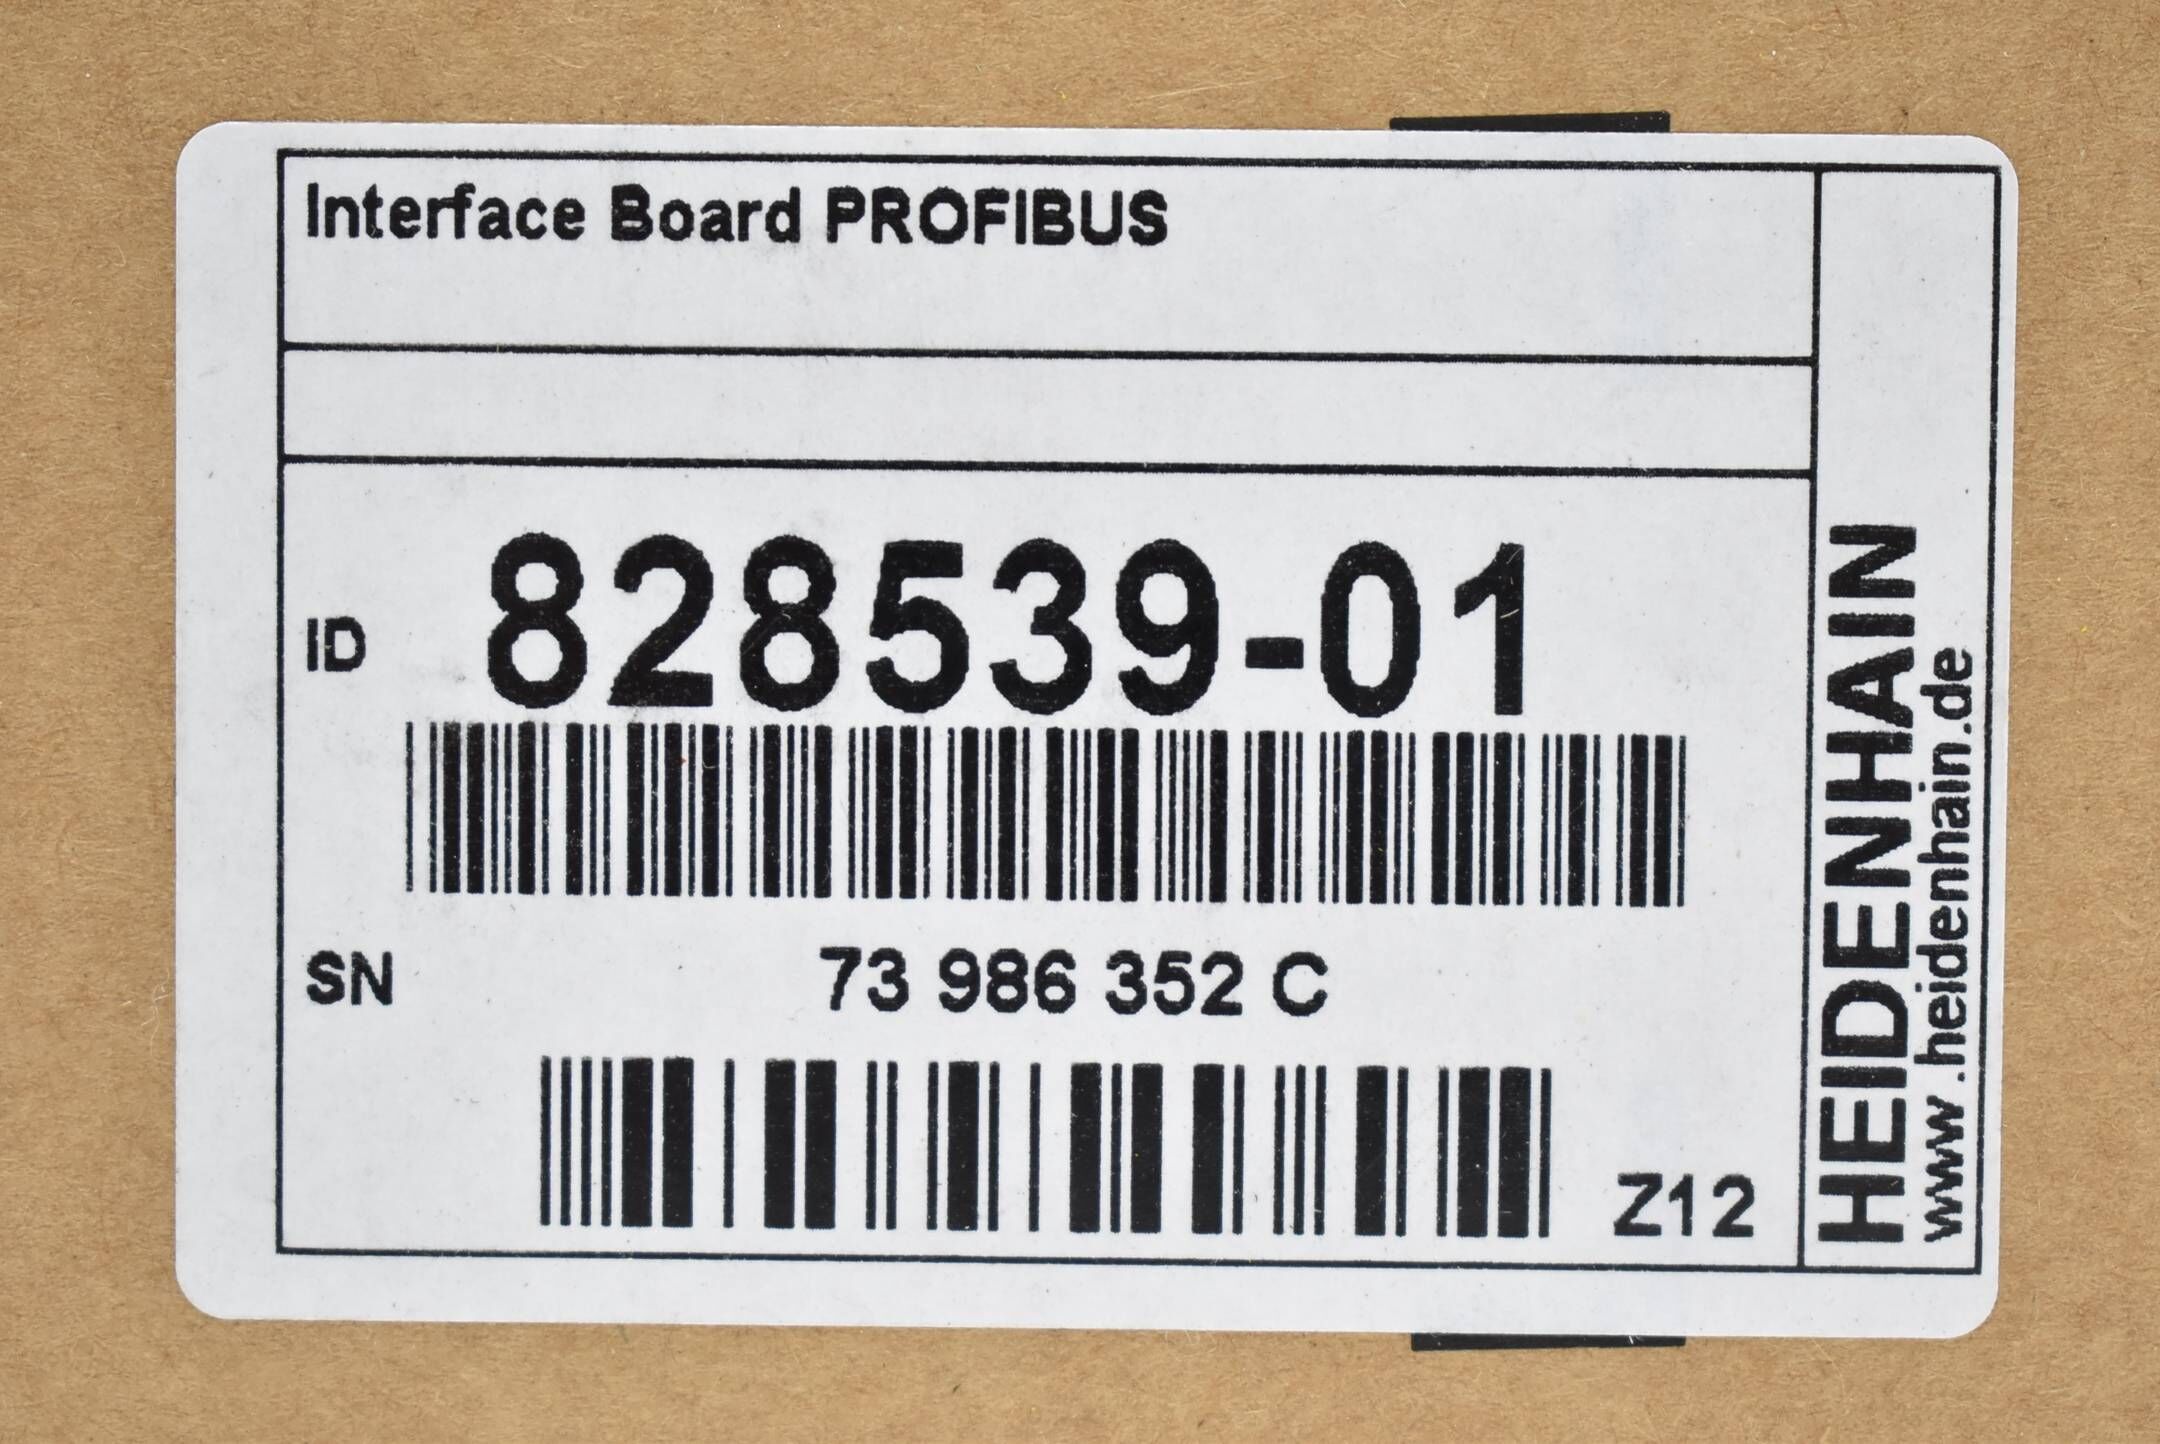 Interface Board PROFIBUS
ID 828539-01
SN 73 986 352 C
Z12
HEIDENHAIN
www.heidenhain.de